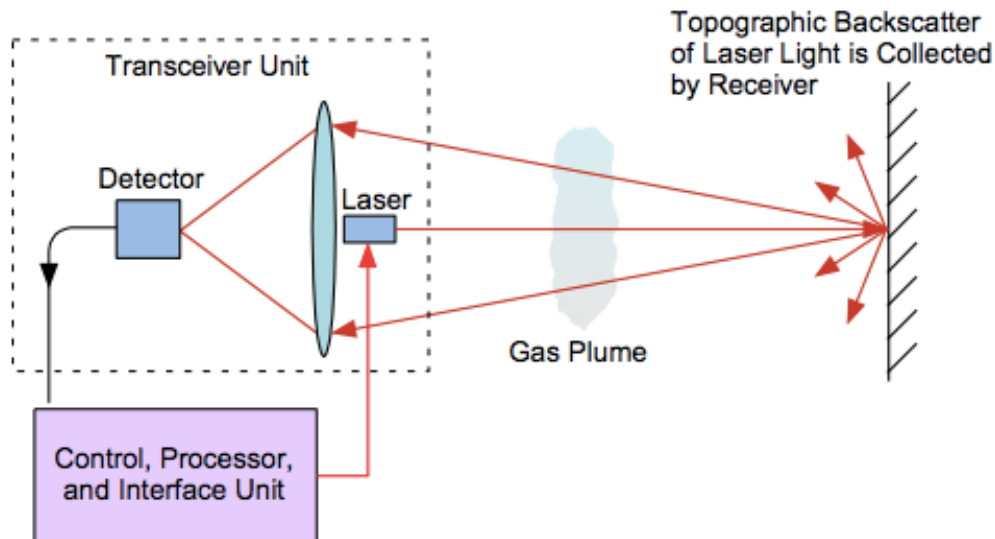 Topographic Backscatter
of Laser Light is Collected
by Receiver
Transceiver Unit
Detector
Laser
Gas Plume
Control, Processor,
and Interface Unit